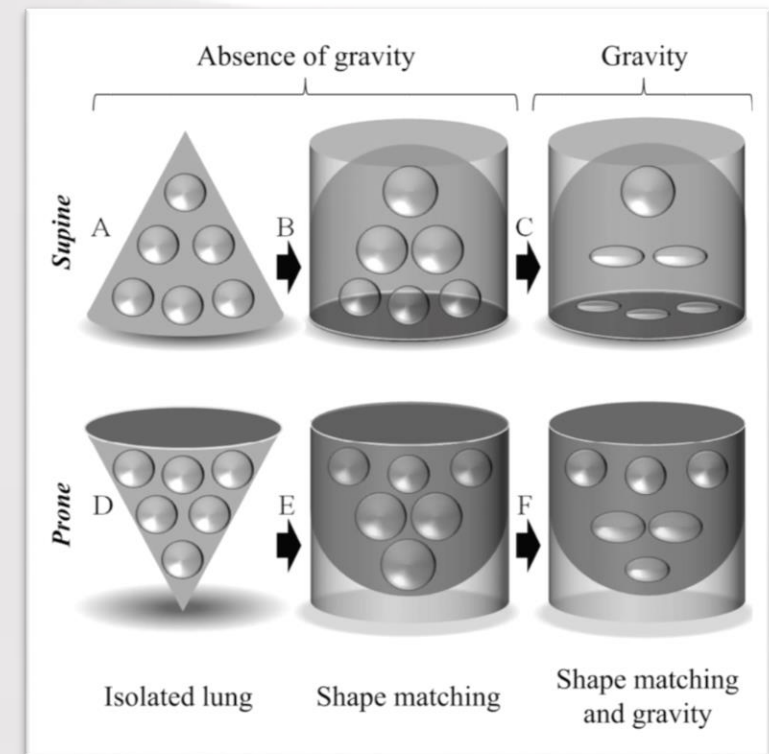 Absence of gravity
Gravity
Supine
A
B
C
Prone
D
E
F
Isolated lung
Shape matching
Shape matching
and gravity